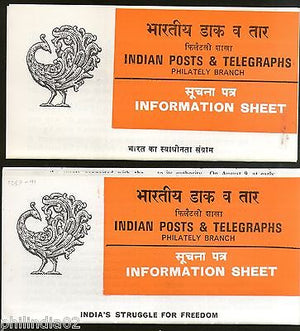 भारतीय डाक व तार
फिलैटली शाखा
INDIAN POSTS & TELEGRAPHS
PHILATELY BRANCH
सूचना पत्र
INFORMATION SHEET
भारत का स्वाधीनता संग्राम
भारतीय डाक व तार
फिलैटली शाखा
INDIAN POSTS & TELEGRAPHS
PHILATELY BRANCH
सूचना पत्र
INFORMATION SHEET
INDIA'S STRUGGLE FOR FREEDOM
philindia02